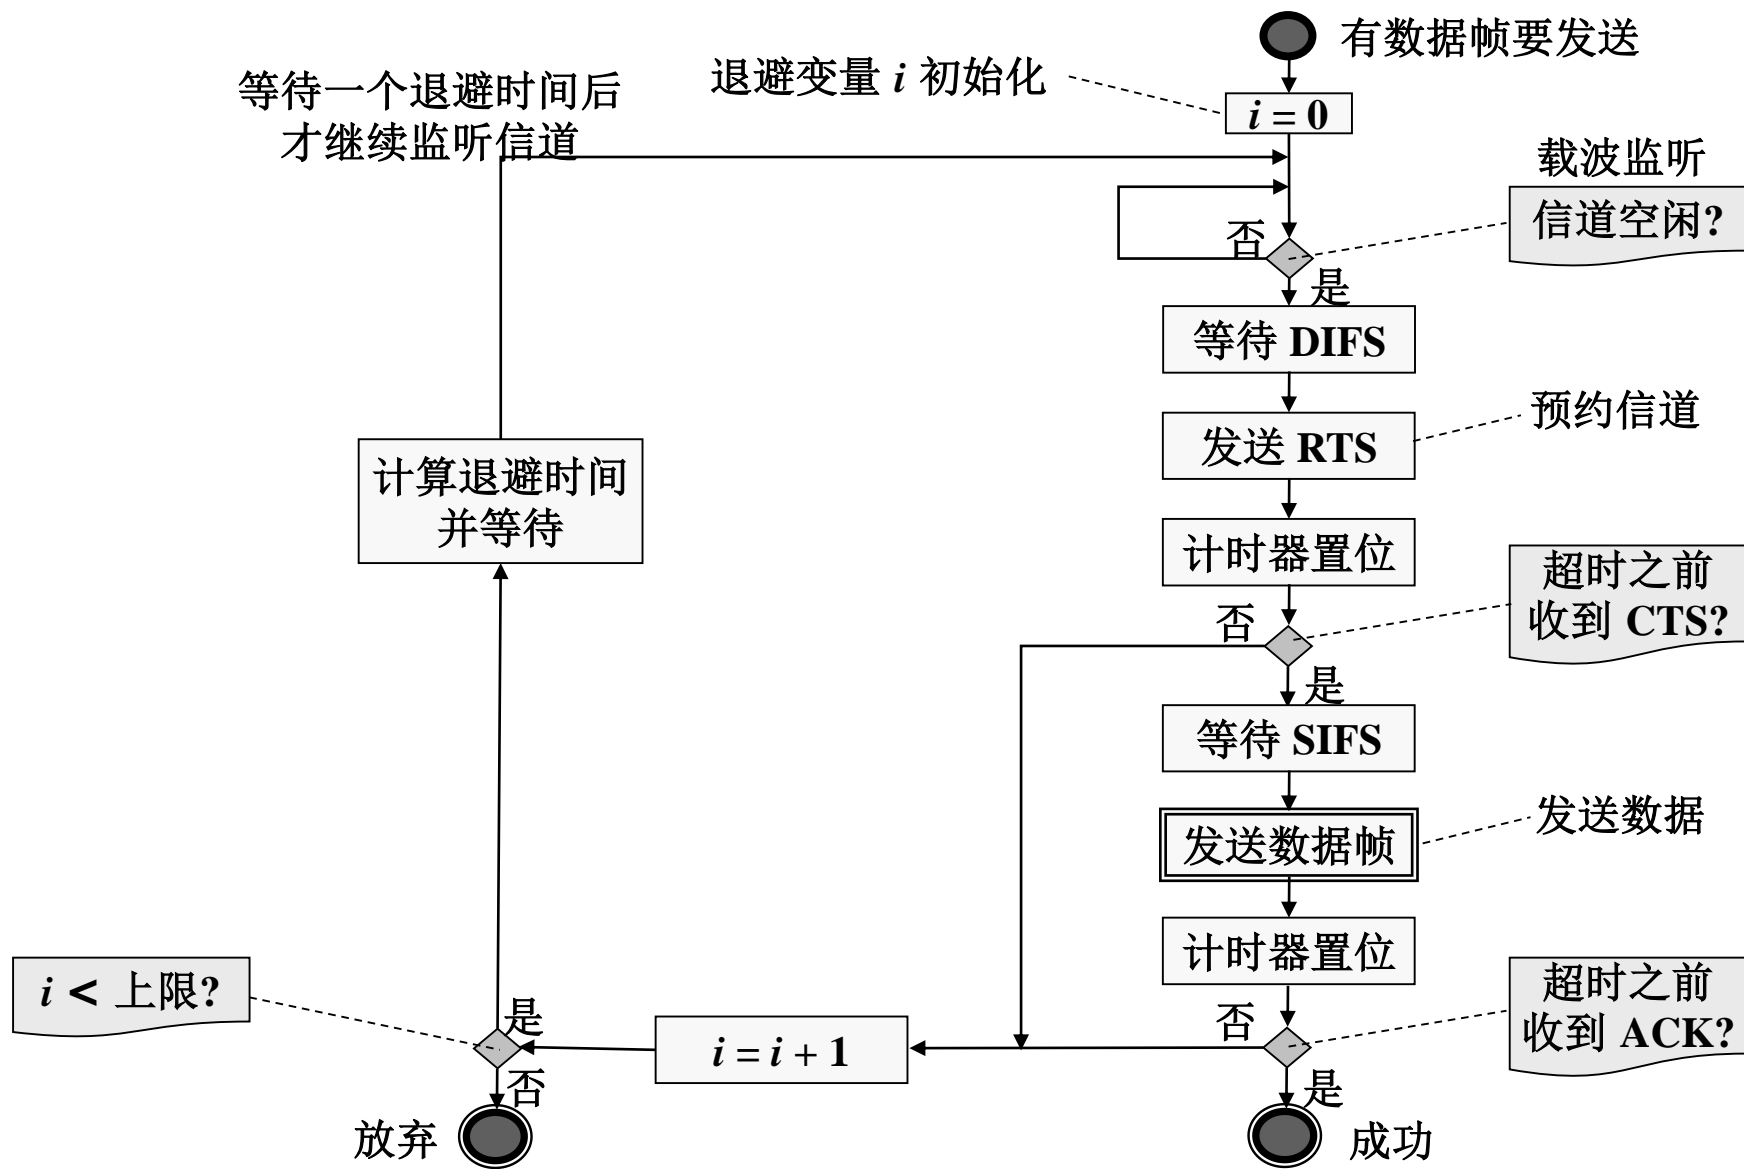 有数据帧要发送
退避变量 i 初始化
i = 0
等待一个退避时间后
才继续监听信道
载波监听
信道空闲?
否
是
等待 DIFS
预约信道
发送 RTS
计算退避时间
并等待
计时器置位
超时之前
收到 CTS?
否
是
等待 SIFS
发送数据
发送数据帧
计时器置位
i < 上限?
超时之前
收到 ACK?
是
否
i = i + 1
否
是
放弃
成功